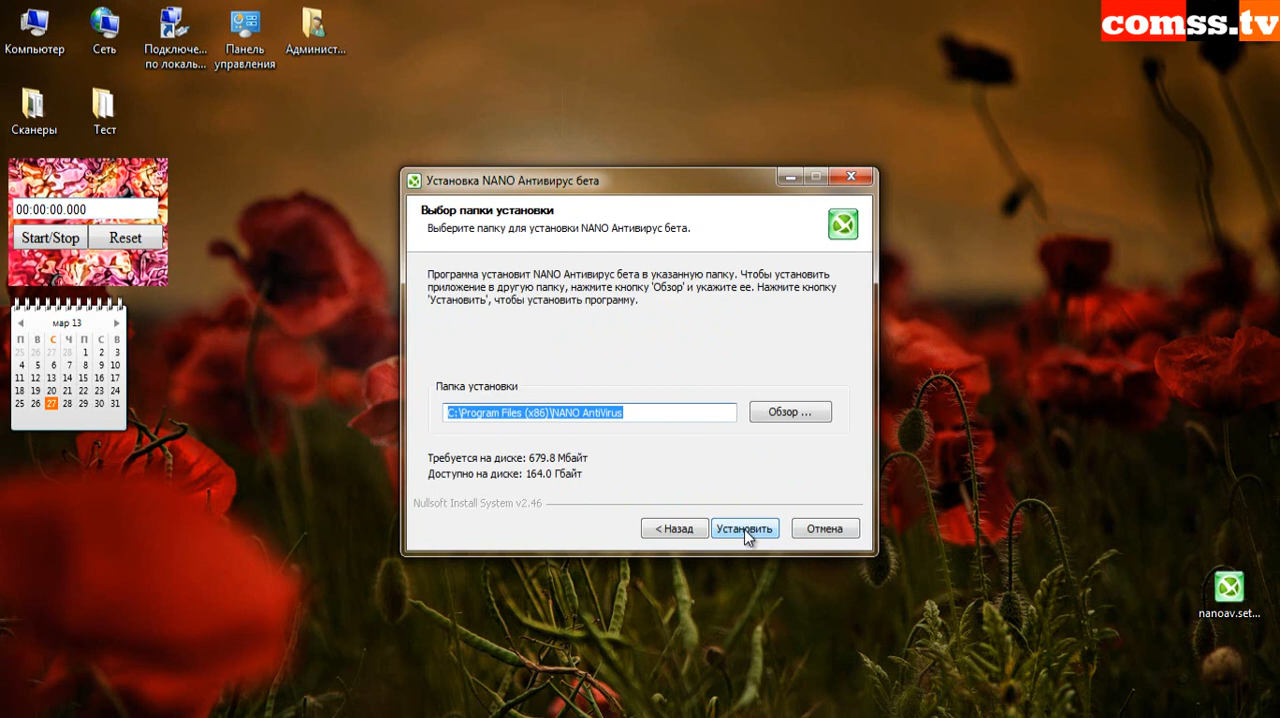 comss.tv
Компьютер
Сеть
Подключе...
по локаль...
Панель
управления
Админист...
Сканеры
Тест
00:00:00.000
Start/Stop
Reset
мар 13
П В С Ч П С В
25 26 27 28 1 2 3
4 5 6 7 8 9 10
11 12 13 14 15 16 17
18 19 20 21 22 23 24
25 26 27 28 29 30 31
Установка NANO Антивирус бета
Выбор папки установки
Выберите папку для установки NANO Антивирус бета.
Программа установит NANO Антивирус бета в указанную папку. Чтобы установить
приложение в другую папку, нажмите кнопку 'Обзор' и укажите ее. Нажмите кнопку
'Установить', чтобы установить программу.
Папка установки
C:\Program Files (x86)\NANO AntiVirus
Обзор ...
Требуется на диске: 679.8 Мбайт
Доступно на диске: 164.0 Гбайт
Nullsoft Install System v2.46
< Назад
Установить
Отмена
nanoav.set...